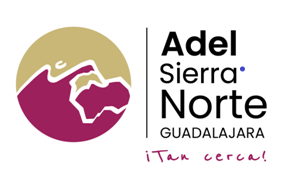 Adel
Sierra
Norte
GUADALAJARA
¡Tan cerca!